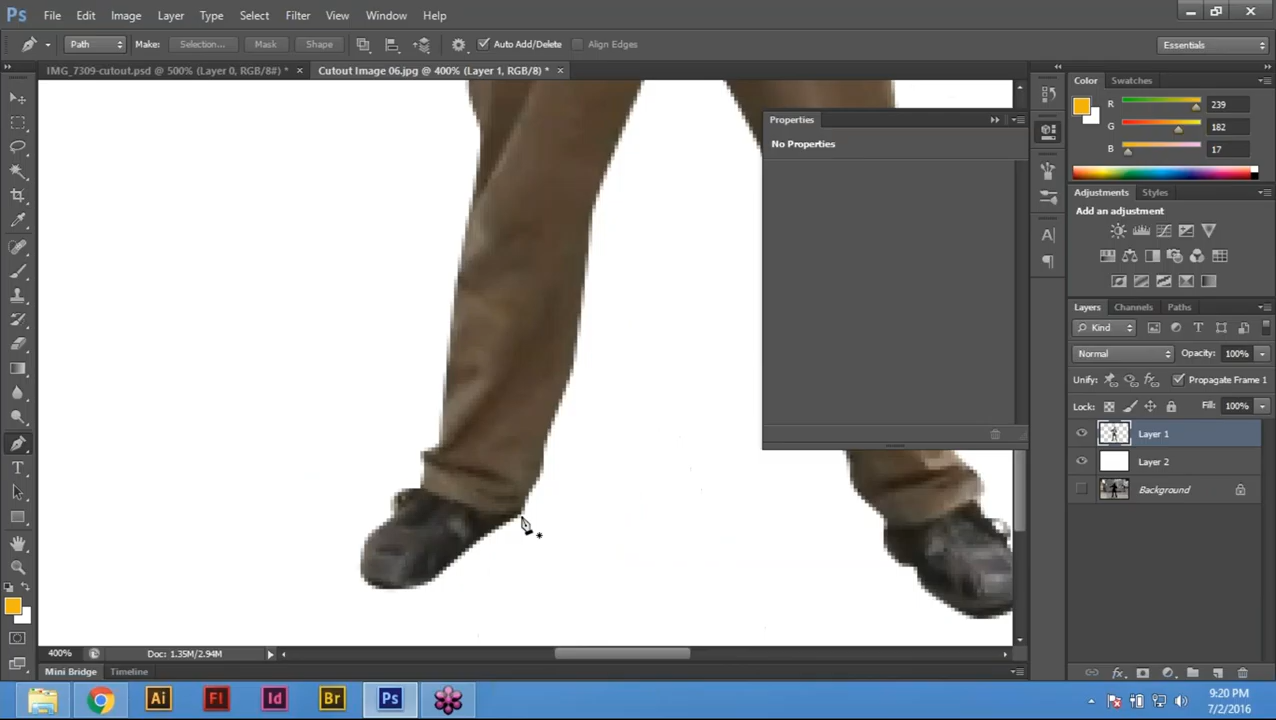 Ps File Edit Image Layer Type Select Filter View Window Help
Path Make: Selection... Mask Shape Auto Add/Delete Align Edges Essentials
IMG_7309-cutout.psd @ 500% (Layer 0, RGB/8#) * × Cutout Image 06.jpg @ 400% (Layer 1, RGB/8) * ×
Color Swatches
R 239
G 182
B 17
Properties
No Properties
Adjustments Styles
Add an adjustment
Layers Channels Paths
Kind
Normal Opacity: 100%
Unify: Propagate Frame 1
Lock: Fill: 100%
Layer 1
Layer 2
Background
400% Doc: 1.35M/2.94M
Mini Bridge Timeline
Ai Fl Id Br Ps
9:20 PM
7/2/2016